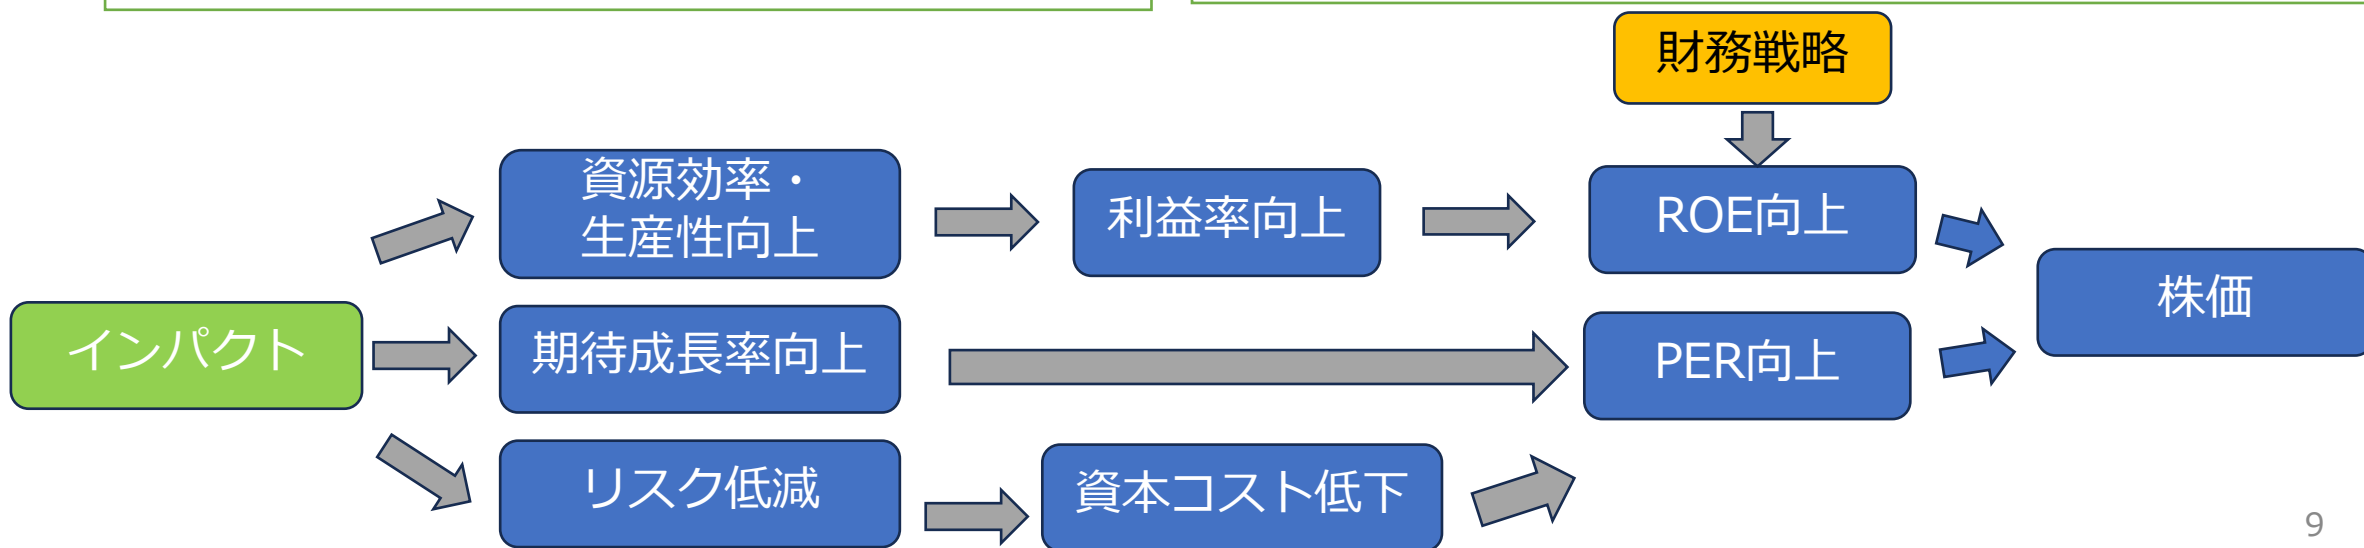 財務戦略
資源効率・
生産性向上
利益率向上
ROE向上
株価
インパクト
期待成長率向上
PER向上
リスク低減
資本コスト低下
9